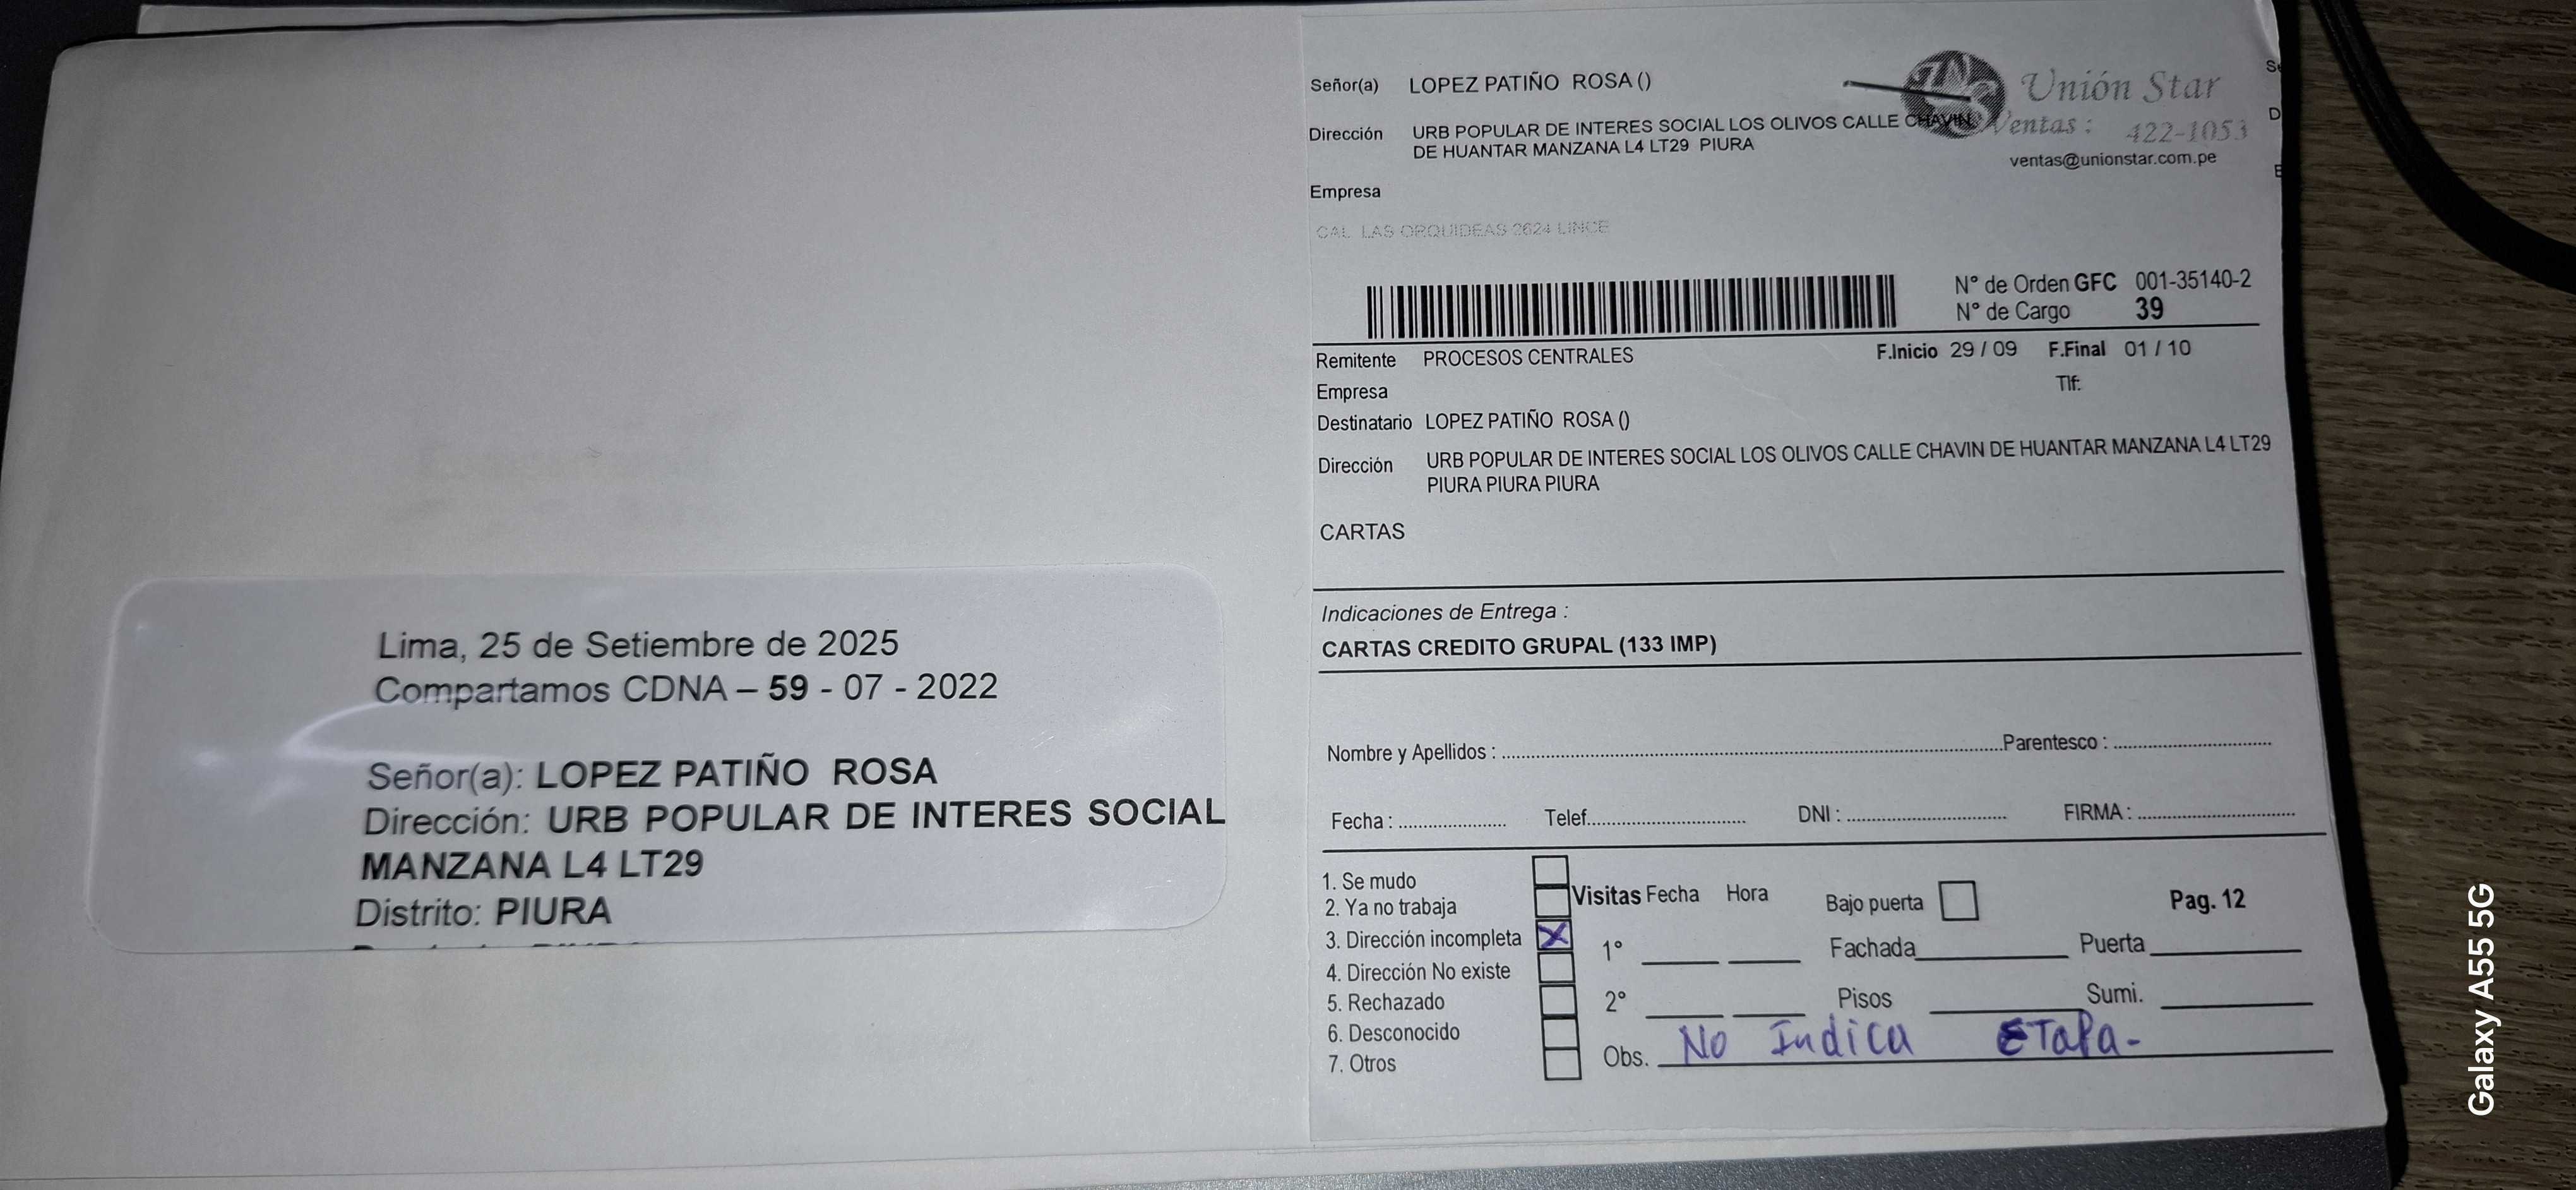 Lima, 25 de Setiembre de 2025
Compartamos CDNA – 59 - 07 - 2022
Señor(a): LOPEZ PATIÑO ROSA
Dirección: URB POPULAR DE INTERES SOCIAL
MANZANA L4 LT29
Distrito: PIURA
Señor(a) LOPEZ PATIÑO ROSA ()
Dirección URB POPULAR DE INTERES SOCIAL LOS OLIVOS CALLE CHAVIN
DE HUANTAR MANZANA L4 LT29 PIURA
Empresa
Unión Star
Ventas : 422-1053
ventas@unionstar.com.pe
CAL LAS ORQUIDEAS 2624 LINCE
N° de Orden GFC 001-35140-2
N° de Cargo 39
Remitente PROCESOS CENTRALES F.Inicio 29 / 09 F.Final 01 / 10
Empresa Tlf:
Destinatario LOPEZ PATIÑO ROSA ()
Dirección URB POPULAR DE INTERES SOCIAL LOS OLIVOS CALLE CHAVIN DE HUANTAR MANZANA L4 LT29
PIURA PIURA PIURA
CARTAS
Indicaciones de Entrega :
CARTAS CREDITO GRUPAL (133 IMP)
Nombre y Apellidos : Parentesco :
Fecha : Telef. DNI : FIRMA :
1. Se mudo
2. Ya no trabaja
3. Dirección incompleta X
4. Dirección No existe
5. Rechazado
6. Desconocido
7. Otros
Visitas Fecha Hora Bajo puerta Pag. 12
1° Fachada Puerta
2° Pisos Sumi.
Obs. No Indica ETapa-
Galaxy A55 5G